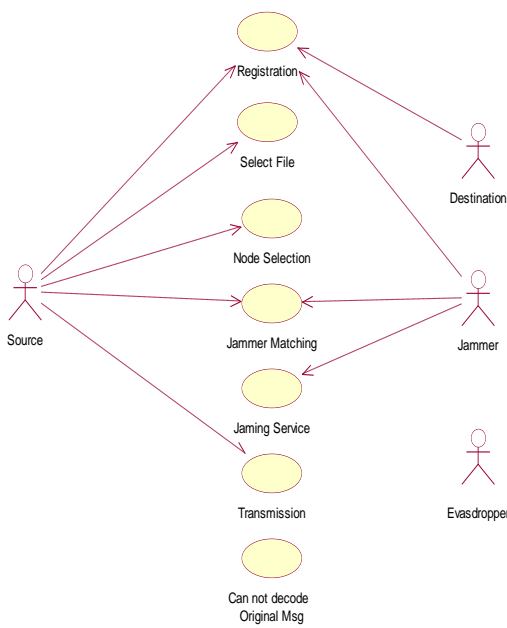 Registration
Select File
Destination
Node Selection
Source
Jammer Matching
Jammer
Jaming Service
Transmission
Evasdropper
Can not decode
Original Msg